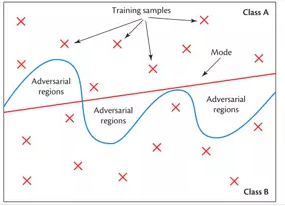 Training samples
Class A
Mode
Adversarial
regions
Adversarial
regions
Adversarial
regions
Class B